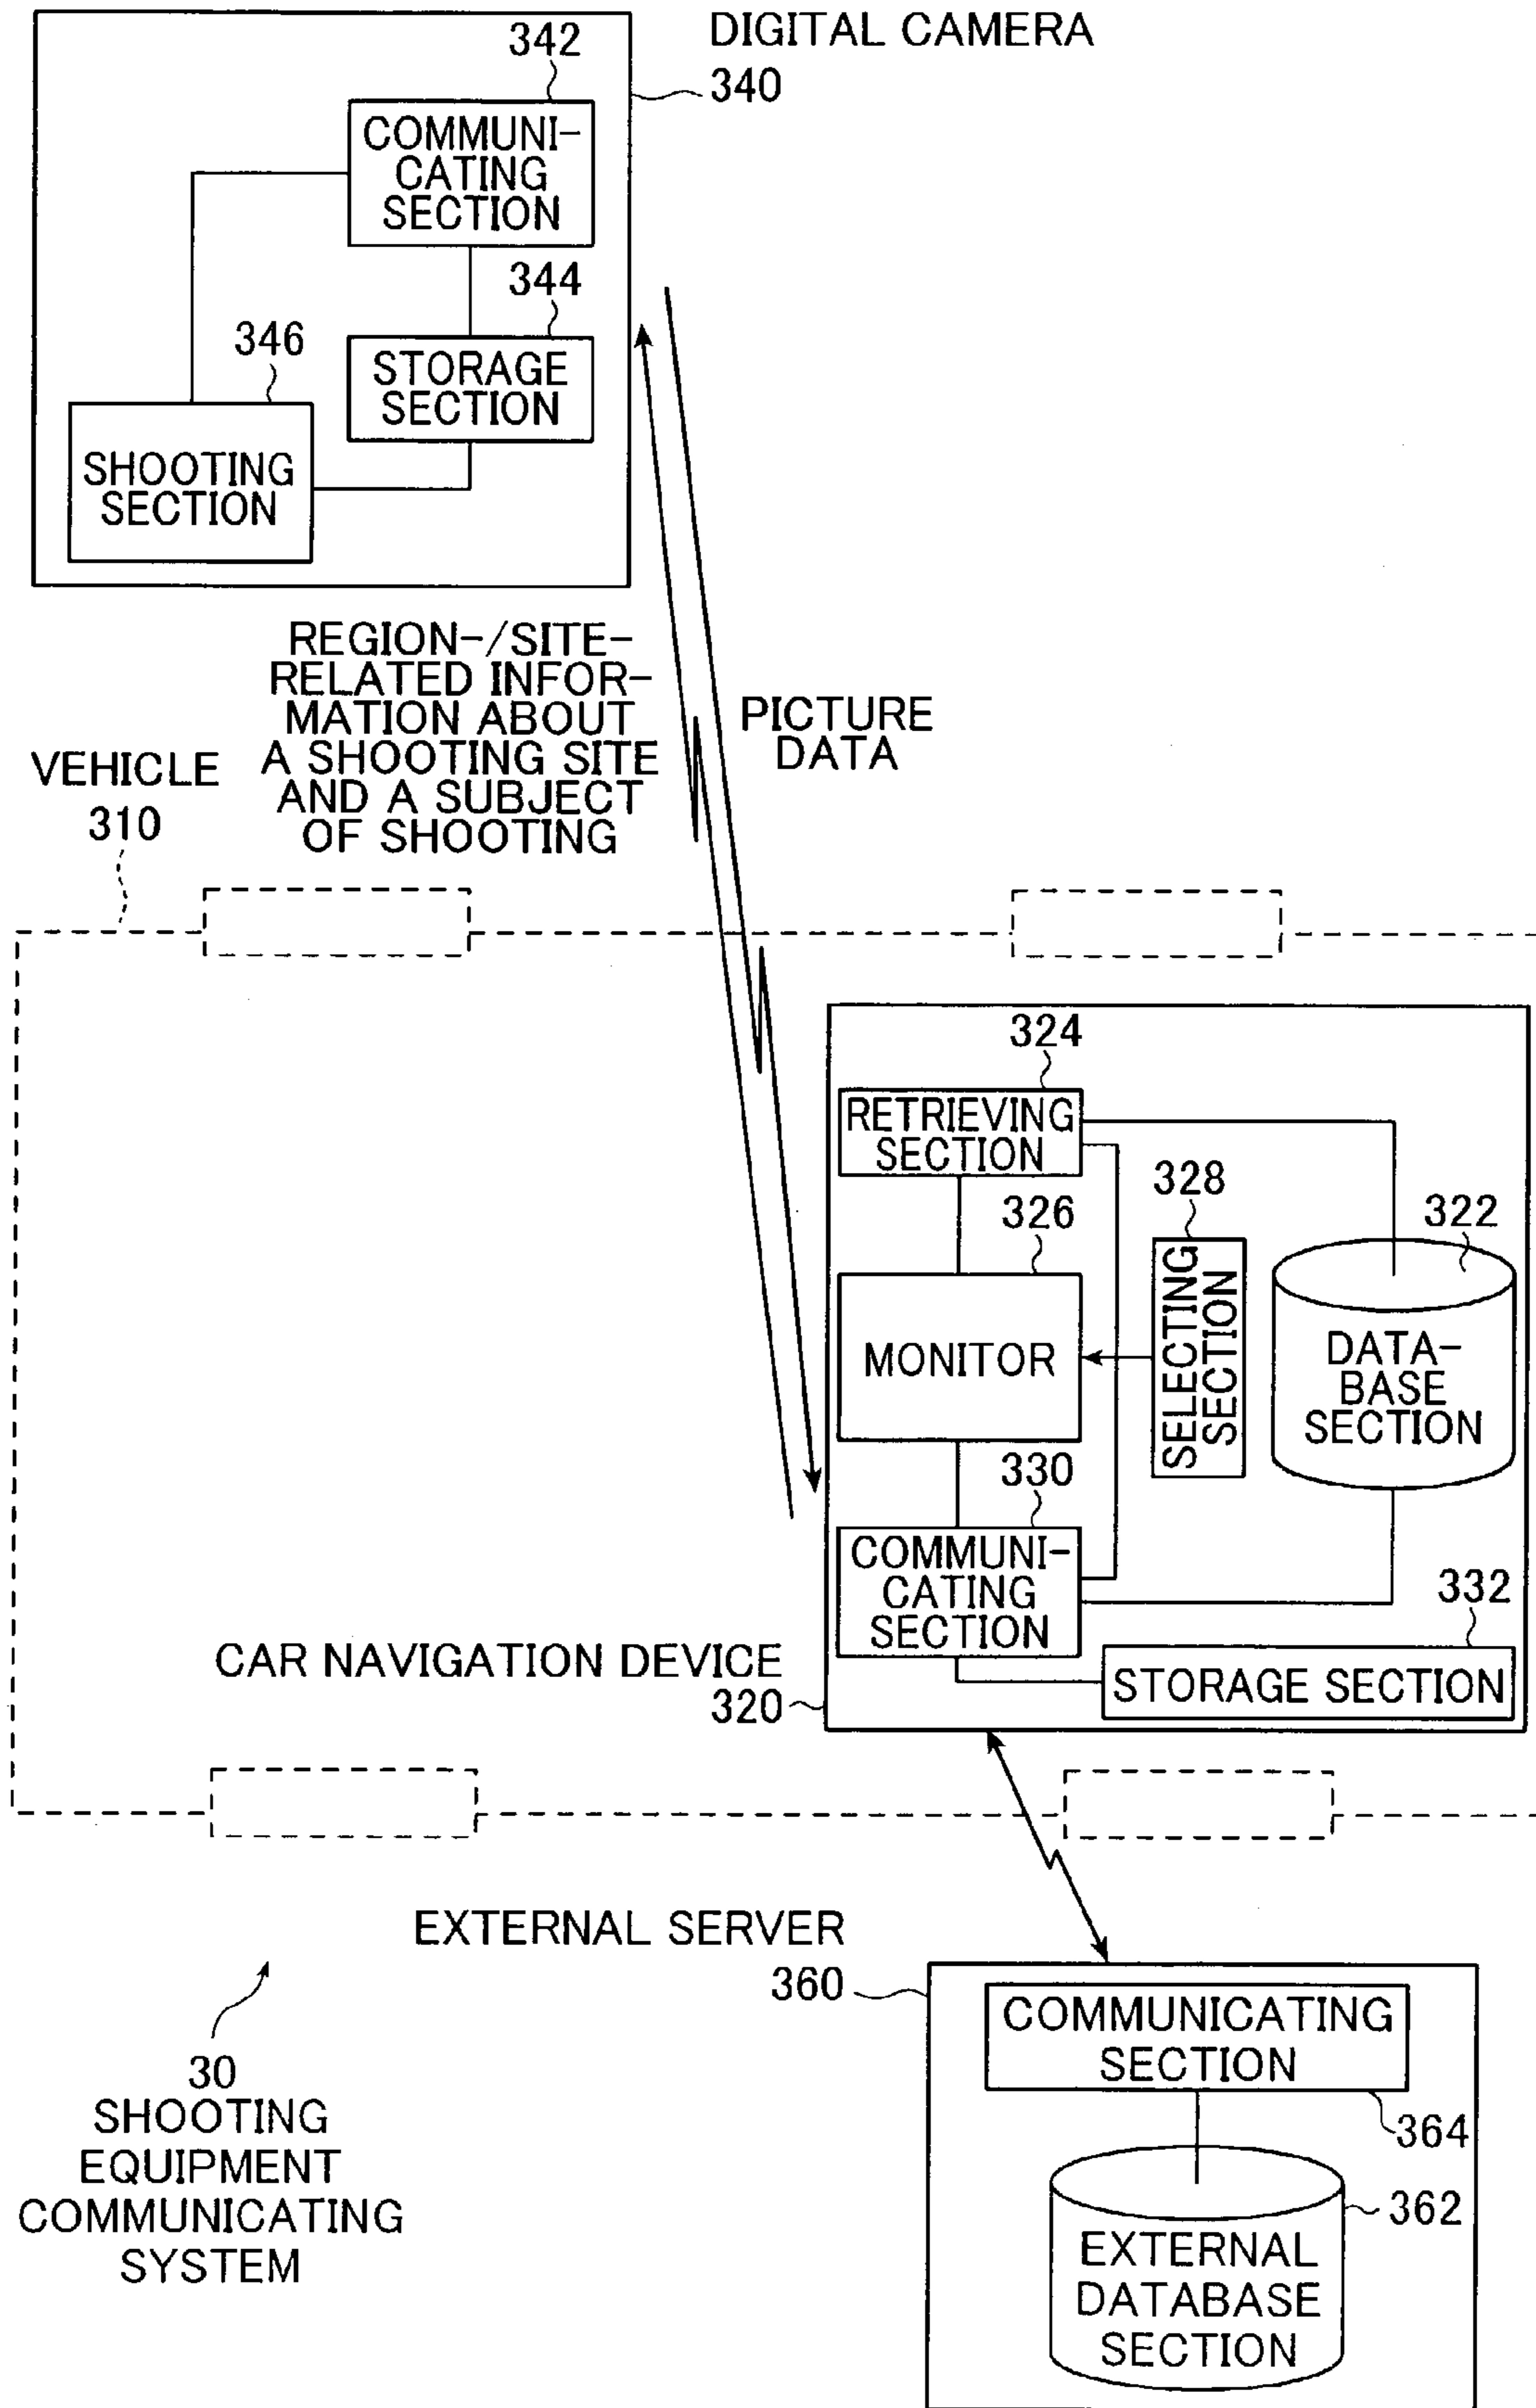 DIGITAL CAMERA
340
342
COMMUNI-
CATING
SECTION
344
STORAGE
SECTION
346
SHOOTING
SECTION
REGION-/SITE-
RELATED INFOR-
MATION ABOUT
A SHOOTING SITE
AND A SUBJECT
OF SHOOTING
PICTURE
DATA
VEHICLE
310
324
RETRIEVING
SECTION
326
MONITOR
328
SELECTING
SECTION
322
DATA-
BASE
SECTION
330
COMMUNI-
CATING
SECTION
332
STORAGE SECTION
CAR NAVIGATION DEVICE
320
EXTERNAL SERVER
360
COMMUNICATING
SECTION
364
362
EXTERNAL
DATABASE
SECTION
30
SHOOTING
EQUIPMENT
COMMUNICATING
SYSTEM